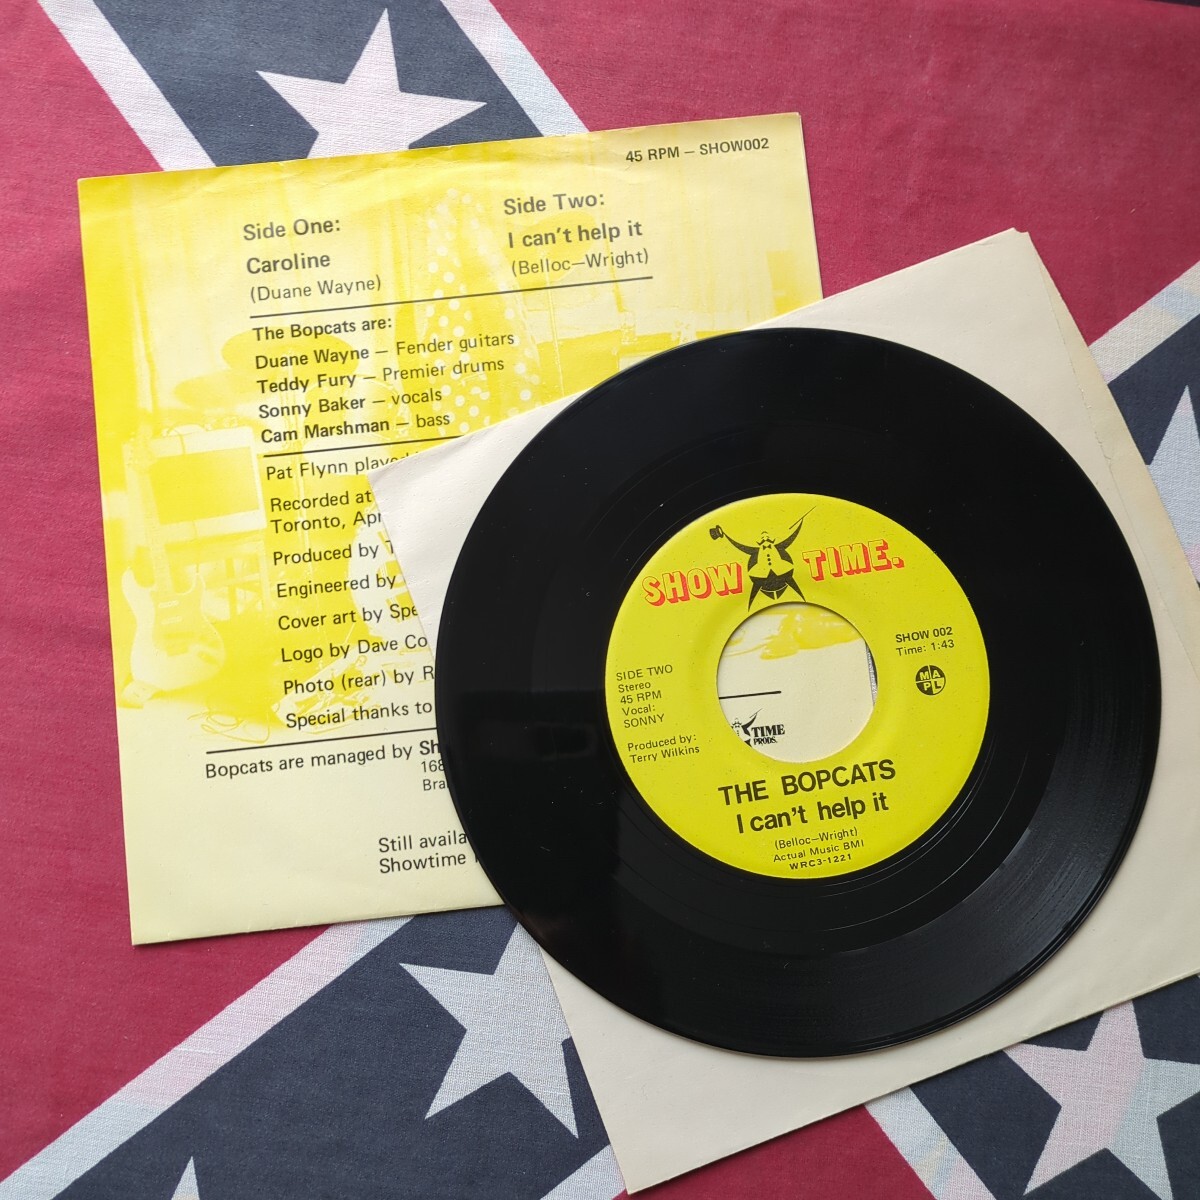 45 RPM – SHOW002
Side One:
Caroline
(Duane Wayne)
Side Two:
I can't help it
(Belloc–Wright)
The Bopcats are:
Duane Wayne – Fender guitars
Teddy Fury – Premier drums
Sonny Baker – vocals
Cam Marshman – bass
Pat Flynn played
Recorded at
Toronto,
Produced by
Engineered by
Cover art by
Logo by Dave
Photo (rear) by
Special thanks to
Bopcats are managed by
Still
Showtime
SHOW TIME.
SIDE TWO
Stereo
45 RPM
Vocal:
SONNY
Produced by:
Terry Wilkins
SHOW 002
Time: 1:43
MAPL
TIME
PRODS.
THE BOPCATS
I can't help it
(Belloc–Wright)
Actual Music BMI
WRC3-1221